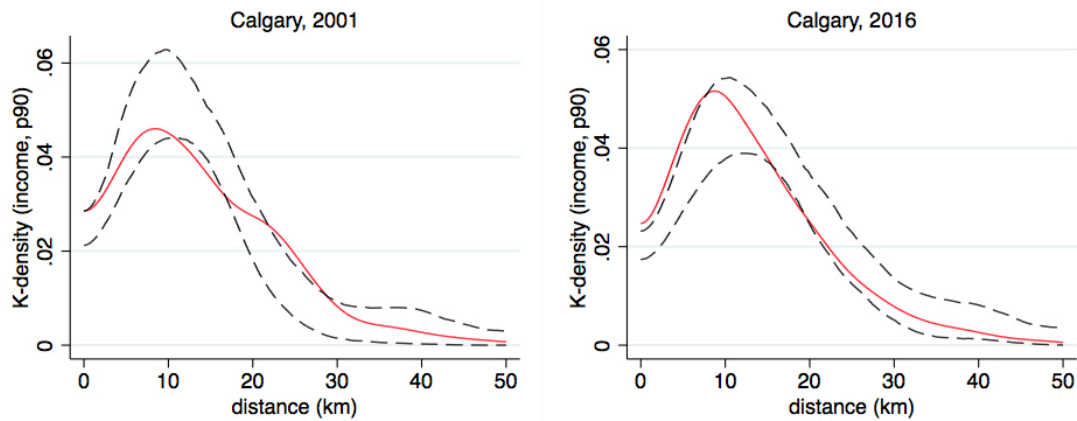 Calgary, 2001
K-density (income, p90)
.06
.04
.02
0
0 10 20 30 40 50
distance (km)
Calgary, 2016
K-density (income, p90)
.06
.04
.02
0
0 10 20 30 40 50
distance (km)